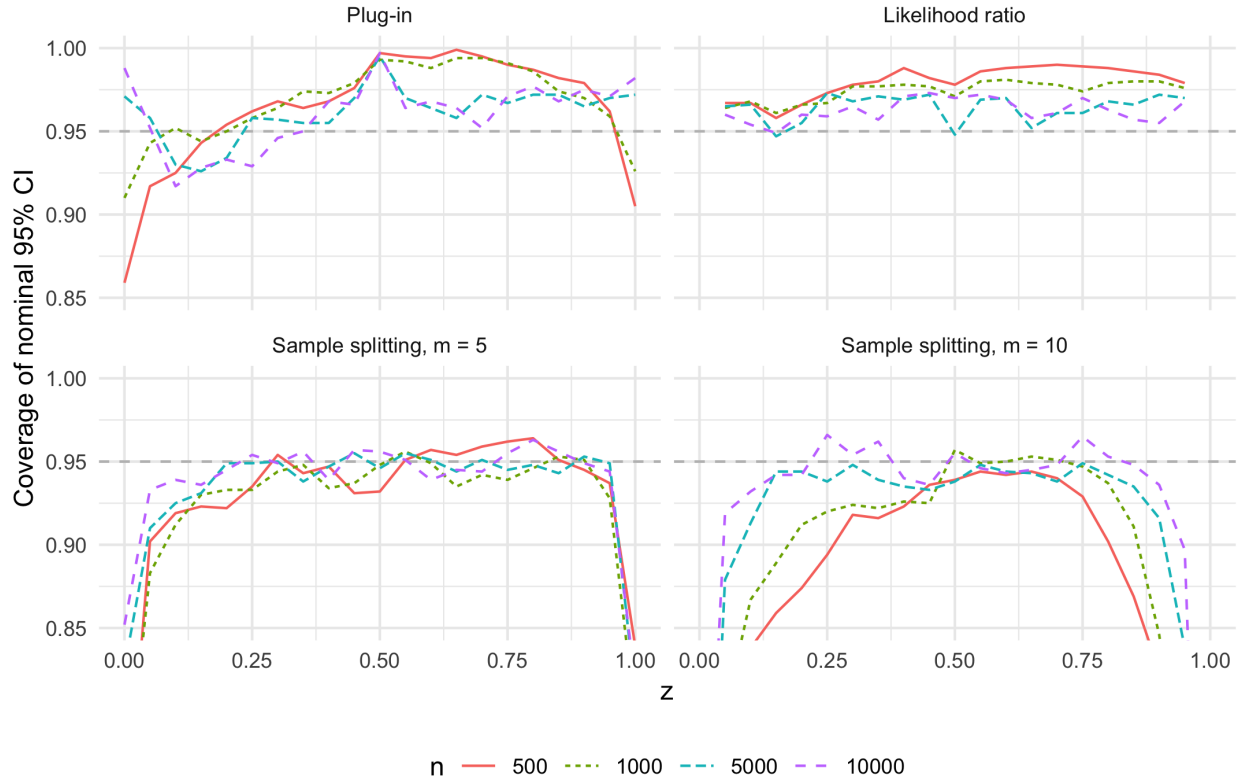 Plug-in
Likelihood ratio
1.00
0.95
0.90
0.85
Coverage of nominal 95% CI
Sample splitting, m = 5
Sample splitting, m = 10
1.00
0.95
0.90
0.85
0.00 0.25 0.50 0.75 1.00
0.00 0.25 0.50 0.75 1.00
z
n 500 1000 5000 10000